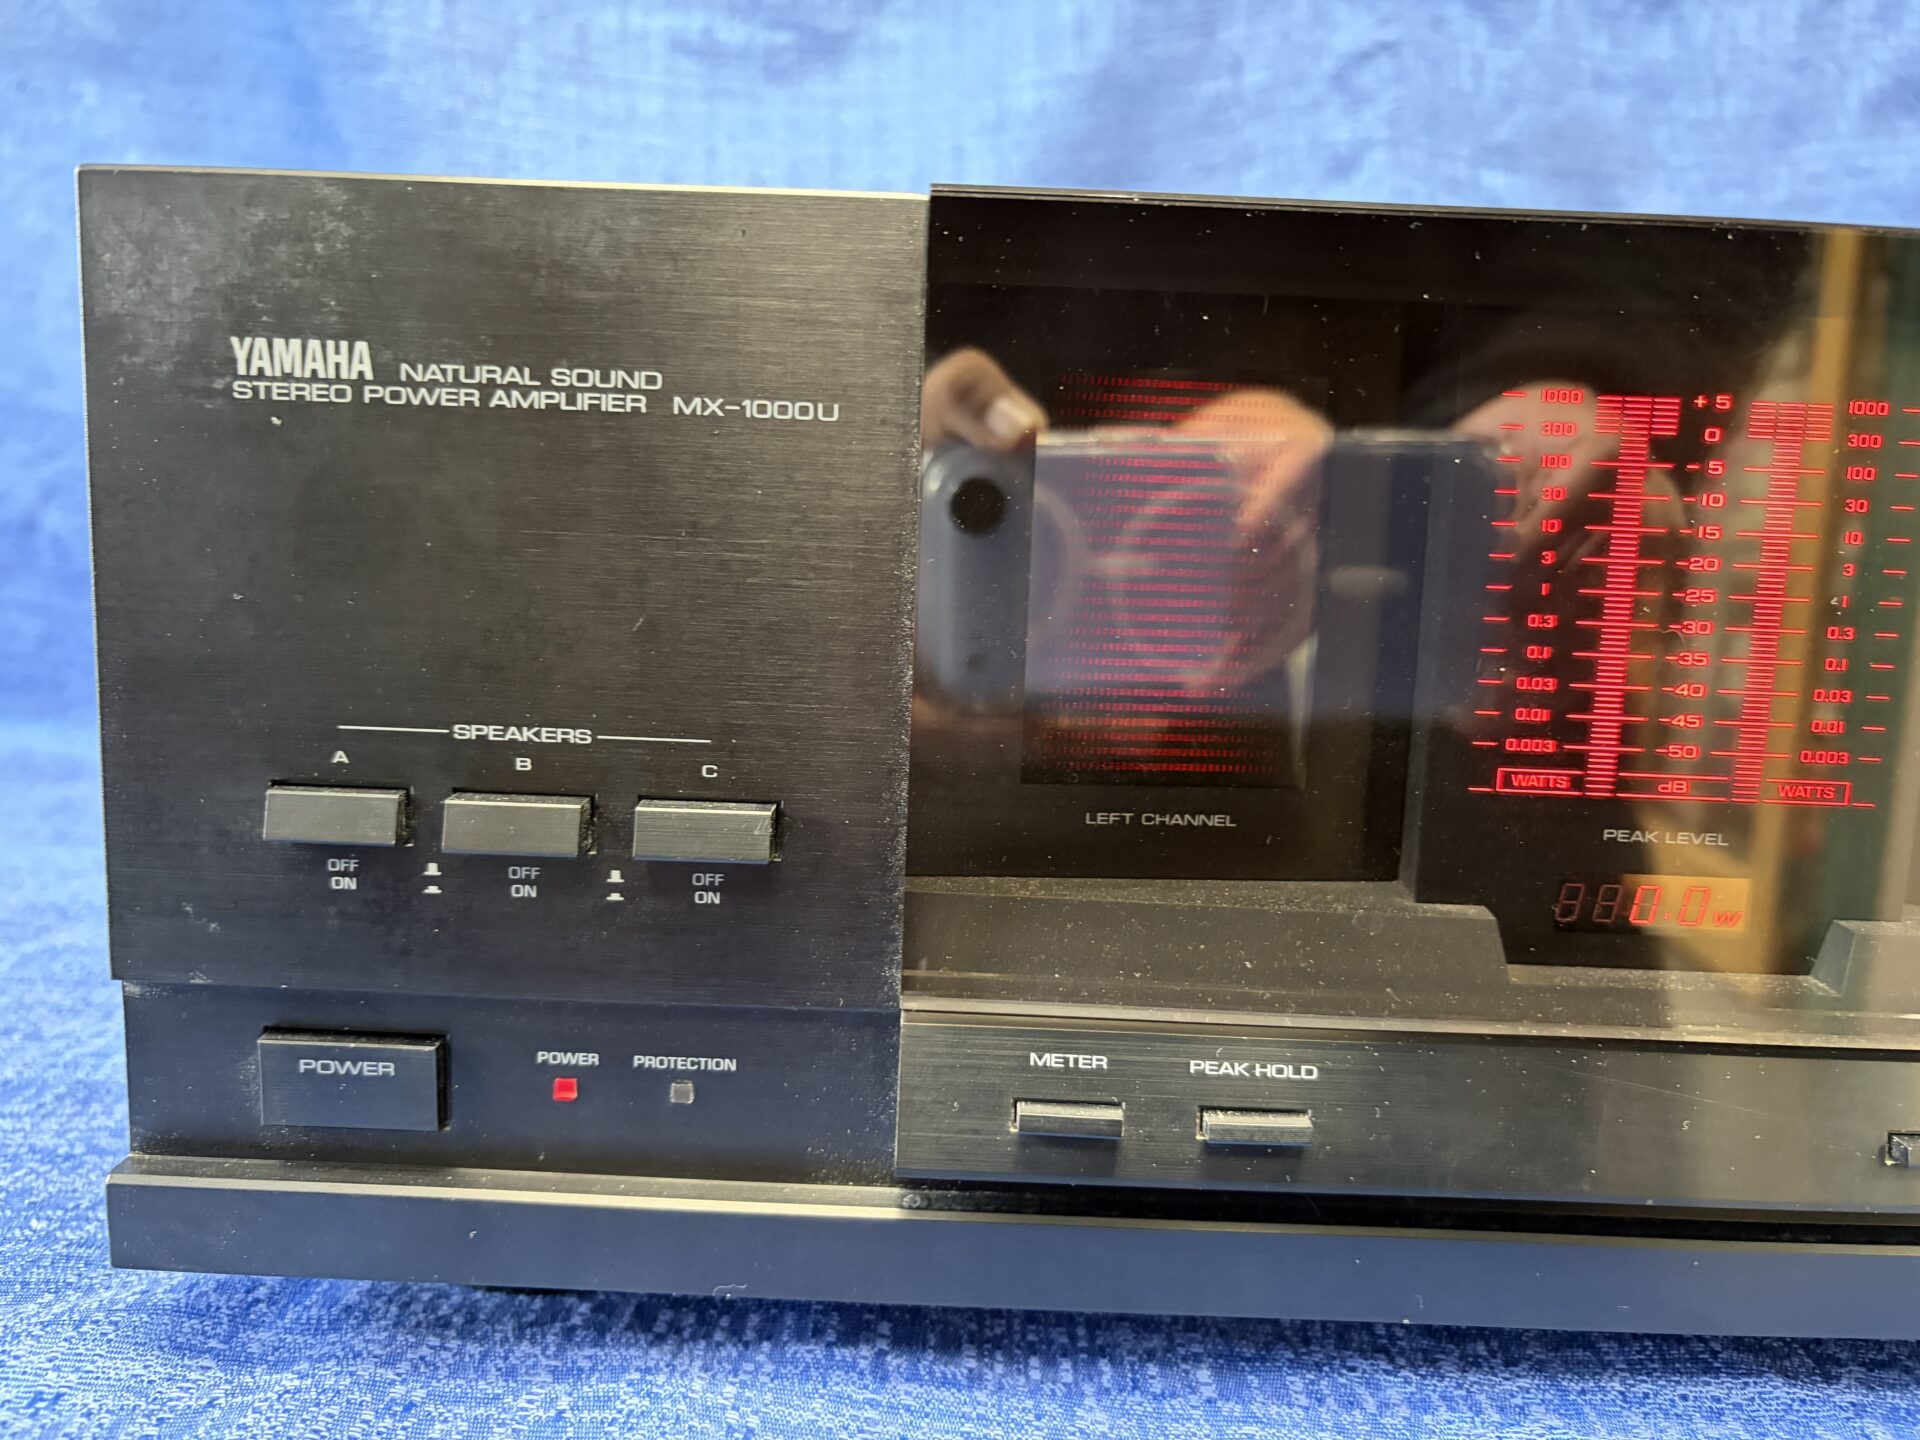 YAMAHA NATURAL SOUND
STEREO POWER AMPLIFIER MX-1000U
SPEAKERS
A B C
OFF OFF OFF
ON ON ON
POWER
POWER PROTECTION
LEFT CHANNEL
1000 +5 1000
300 0 300
100 -5 100
30 -10 30
10 -15 10
3 -20 3
1 -25 1
0.3 -30 0.3
0.1 -35 0.1
0.03 -40 0.03
0.01 -45 0.01
0.003 -50 0.003
WATTS dB WATTS
PEAK LEVEL
0.0 W
METER PEAK HOLD